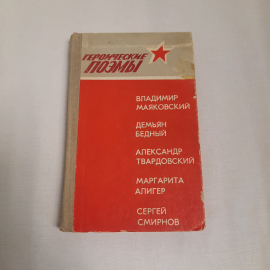 ГЕРОИЧЕСКИЕ
ПОЭМЫ
ВЛАДИМИР
МАЯКОВСКИЙ
ДЕМЬЯН
БЕДНЫЙ
АЛЕКСАНДР
ТВАРДОВСКИЙ
МАРГАРИТА
АЛИГЕР
СЕРГЕЙ
СМИРНОВ